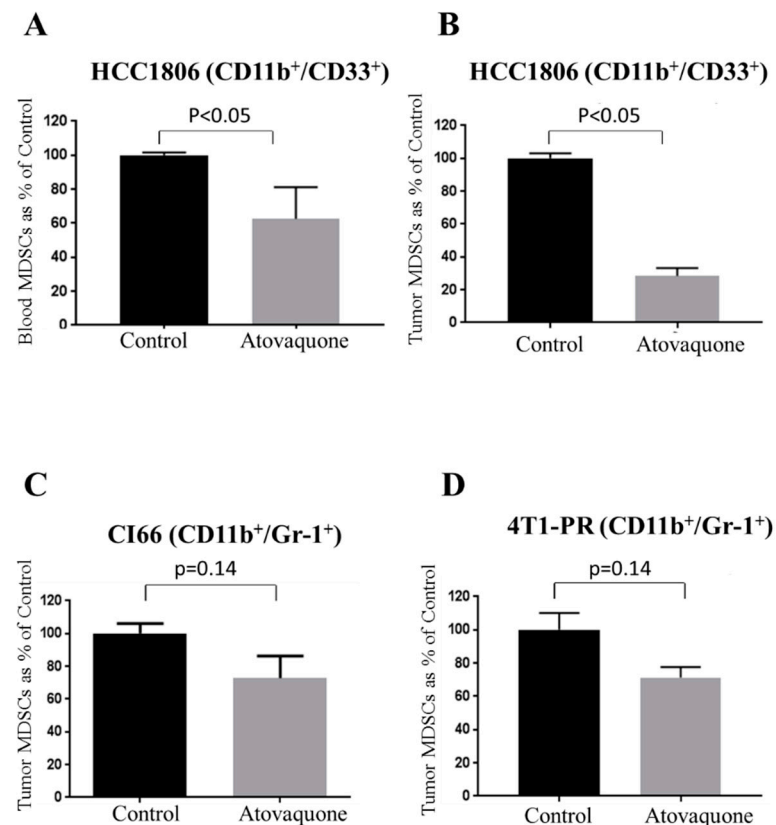 A
HCC1806 (CD11b⁺/CD33⁺)
P<0.05
Blood MDSCs as % of Control
120
100
80
60
40
20
0
Control Atovaquone
B
HCC1806 (CD11b⁺/CD33⁺)
P<0.05
Tumor MDSCs as % of Control
120
100
80
60
40
20
0
Control Atovaquone
C
CI66 (CD11b⁺/Gr-1⁺)
p=0.14
Tumor MDSCs as % of Control
120
100
80
60
40
20
0
Control Atovaquone
D
4T1-PR (CD11b⁺/Gr-1⁺)
p=0.14
Tumor MDSCs as % of Control
120
100
80
60
40
20
0
Control Atovaquone